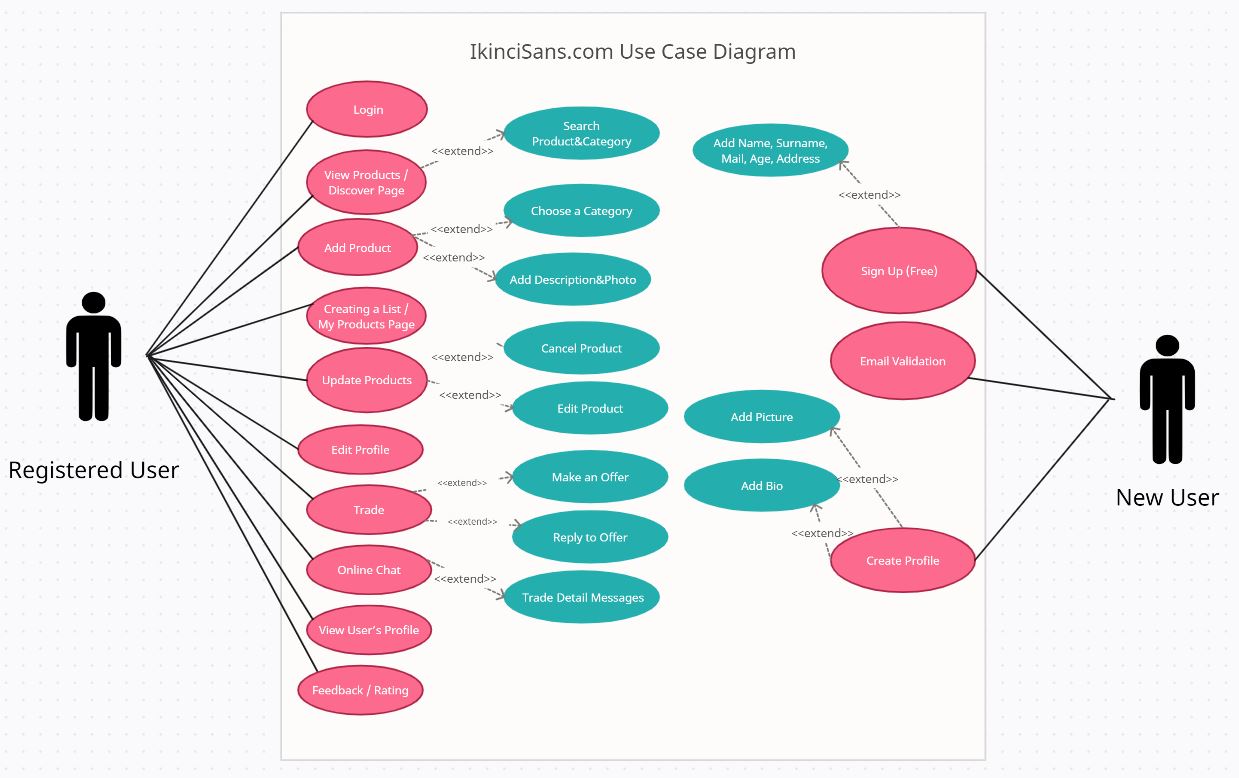 IkinciSans.com Use Case Diagram
Login
View Products /
Discover Page
Add Product
Creating a List /
My Products Page
Update Products
Edit Profile
Trade
Online Chat
View User's Profile
Feedback / Rating
<<extend>>
<<extend>>
<<extend>>
<<extend>>
<<extend>>
<<extend>>
<<extend>>
<<extend>>
Search
Product&Category
Choose a Category
Add Description&Photo
Cancel Product
Edit Product
Make an Offer
Reply to Offer
Trade Detail Messages
Add Name, Surname,
Mail, Age, Address
<<extend>>
Sign Up (Free)
Email Validation
Add Picture
Add Bio
<<extend>>
<<extend>>
Create Profile
Registered User
New User